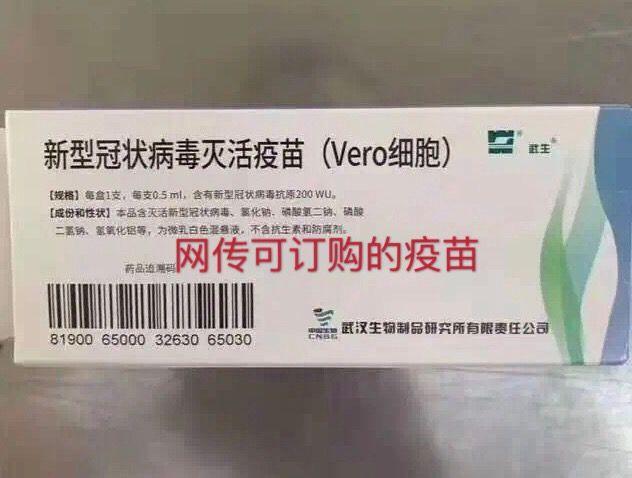 新型冠状病毒灭活疫苗（Vero细胞）
武生
【规格】每盒1支，每支0.5 ml，含有新型冠状病毒抗原200 WU。
【成份和性状】本品含灭活新型冠状病毒、氯化钠、磷酸氢二钠、磷酸
二氢钠、氢氧化铝等，为微乳白色混悬液，不含抗生素和防腐剂。
网传可订购的疫苗
药品追溯码
81900 65000 32630 65030
中国生物
CNBG
武汉生物制品研究所有限责任公司